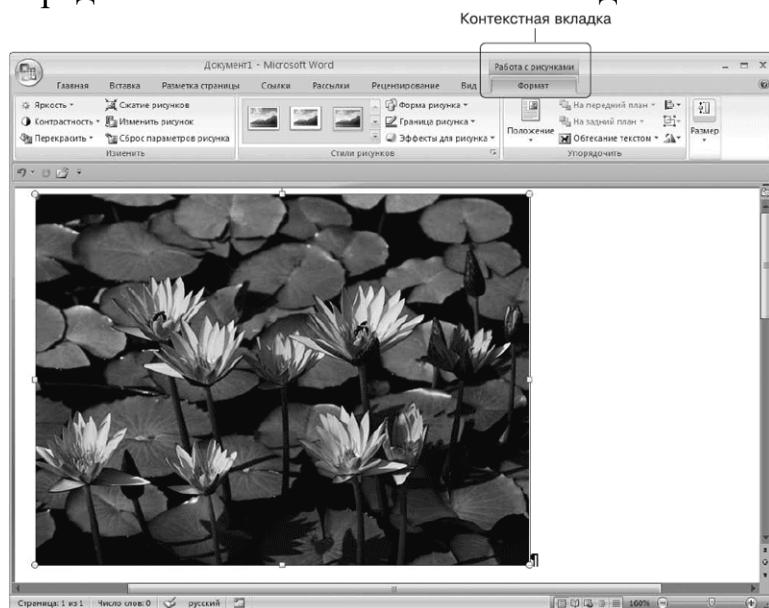 Контекстная вкладка
Документ1 - Microsoft Word
Работа с рисунками
Главная Вставка Разметка страницы Ссылки Рассылки Рецензирование Вид Формат
Яркость Сжатие рисунков Форма рисунка На передний план
Контрастность Изменить рисунок Граница рисунка Положение На задний план Размер
Перекрасить Сброс параметров рисунка Эффекты для рисунка Обтекание текстом
Изменить Стили рисунков Упорядочить
¶
Страница: 1 из 1 Число слов: 0 русский 160%